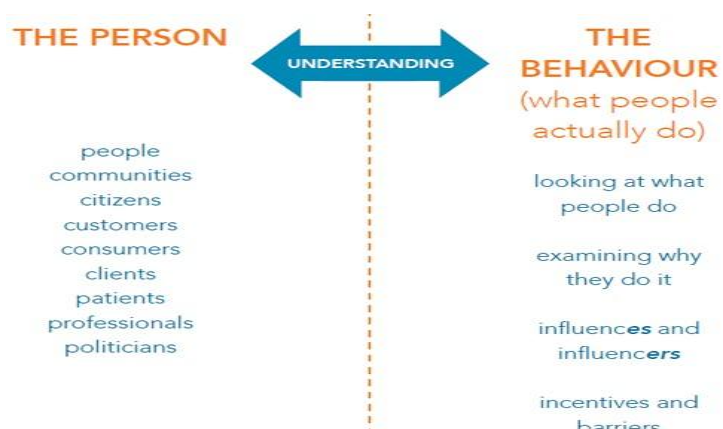 THE PERSON
people
communities
citizens
customers
consumers
clients
patients
professionals
politicians
UNDERSTANDING
THE
BEHAVIOUR
(what people
actually do)
looking at what
people do
examining why
they do it
influences and
influencers
incentives and
barriers